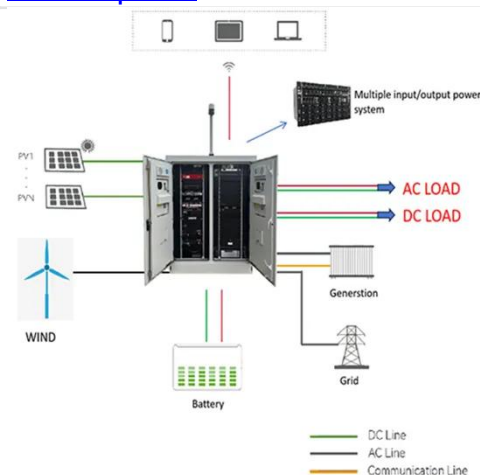 Multiple input/output power
system
PV1
PVN
AC LOAD
DC LOAD
Generstion
WIND
Grid
Battery
DC Line
AC Line
Communication Line